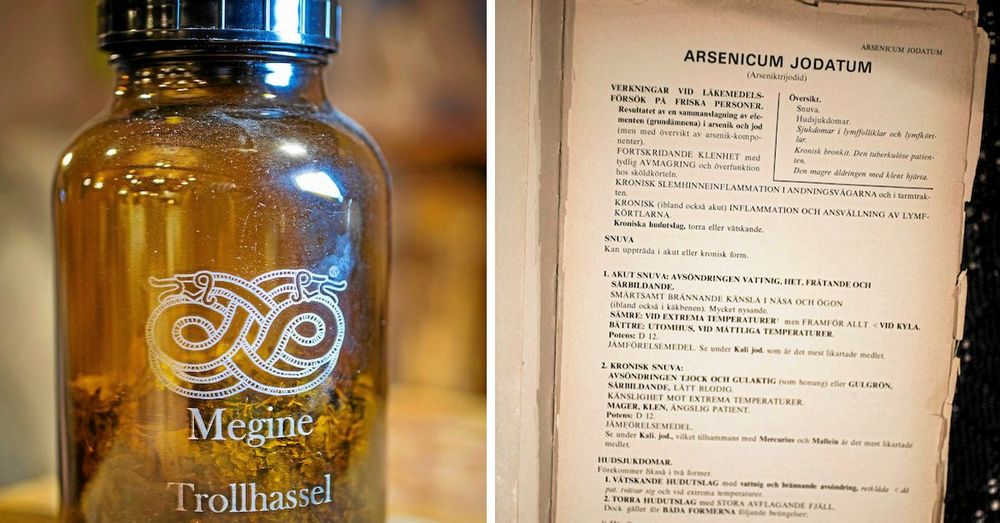 ®
Megine
Trollhassel
ARSENICUM JODATUM
ARSENICUM JODATUM
(Arseniktrijodid)
VERKNINGAR VID LÄKEMEDELS-
FÖRSÖK PÅ FRISKA PERSONER.
Resultatet av en sammanslagning av ele-
menten (grundämnena) i arsenik och jod
(men med övervikt av arsenik-kompo-
nenter).
FORTSKRIDANDE KLENHET med
tydlig AVMAGRING och överfunktion
hos sköldkörteln.
Översikt.
Snuva.
Hudsjukdomar.
Sjukdomar i lymffolliklar och lymfkört-
lar.
Kronisk bronkit. Den tuberkulöse patien-
ten.
Den magre åldringen med klent hjärta.
KRONISK SLEMHINNEINFLAMMATION I ANDNINGSVÄGARNA och i tarmtrak-
ten.
KRONISK (ibland också akut) INFLAMMATION OCH ANSVÄLLNING AV LYMF-
KÖRTLARNA.
Kroniska hudutslag, torra eller vätskande.
SNUVA
Kan uppträda i akut eller kronisk form.
1. AKUT SNUVA: AVSÖNDRINGEN VATTNIG, HET, FRÄTANDE OCH
SÅRBILDANDE.
SMÄRTSAMT BRÄNNANDE KÄNSLA I NÄSA OCH ÖGON
(ibland också i käkbenen). Mycket nysande.
SÄMRE: VID EXTREMA TEMPERATURER men FRAMFÖR ALLT < VID KYLA.
BÄTTRE: UTOMHUS, VID MÅTTLIGA TEMPERATURER.
Potens: D 12.
JÄMFÖRELSEMEDEL. Se under Kali jod. som är det mest likartade medlet.
2. KRONISK SNUVA:
AVSÖNDRINGEN TJOCK OCH GULAKTIG (som honung) eller GULGRÖN,
SÅRBILDANDE, LÄTT BLODIG.
KÄNSLIGHET MOT EXTREMA TEMPERATURER.
MAGER, KLEN, ÄNGSLIG PATIENT.
Potens: D 12.
JÄMFÖRELSEMEDEL.
Se under Kali. jod., vilket tillsammans med Mercurius och Mallein är det mest likartade
medlet.
HUDSJUKDOMAR.
Förekommer likaså i två former.
1. VÄTSKANDE HUDUTSLAG med vattnig och brännande avsöndring, reikläda < då
pat. tvättar sig och vid extrema temperaturer.
2. TORRA HUDUTSLAG med STORA AVFLAGANDE FJÄLL.
Dock gäller för BÅDA FORMERNA följande betingelser: